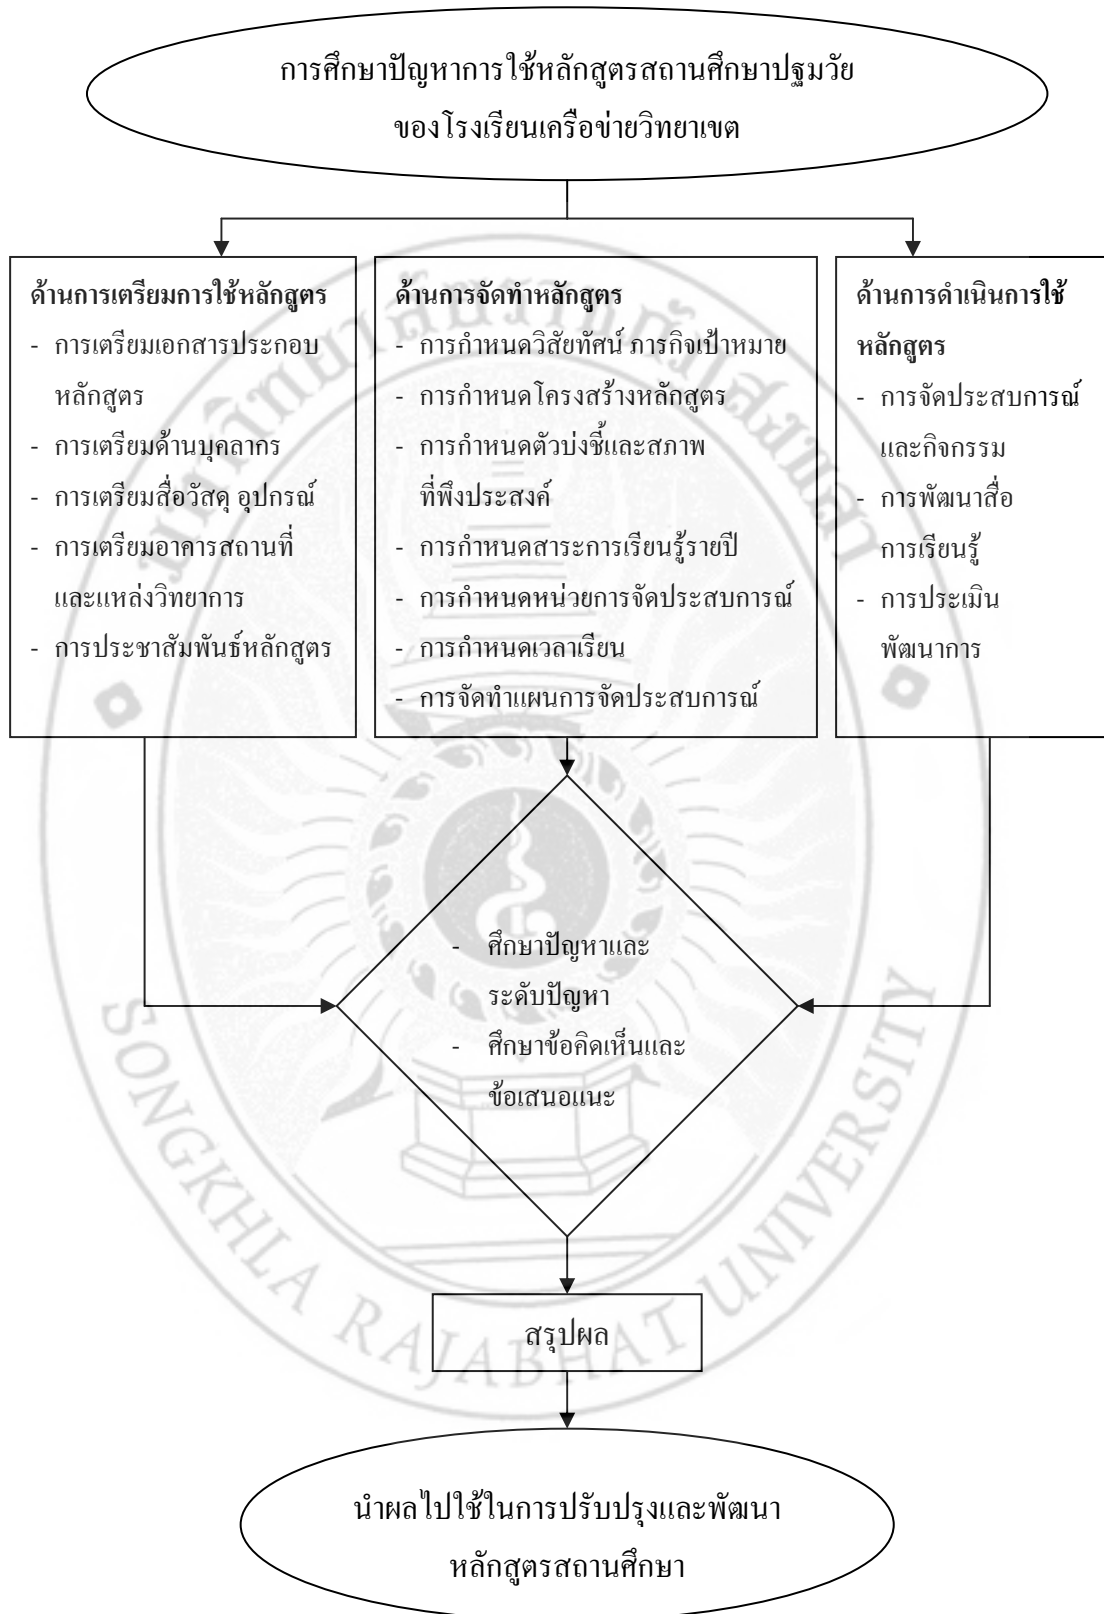 การศึกษาปัญหาการใช้หลักสูตรสถานศึกษาปฐมวัย
ของโรงเรียนเครือข่ายวิทยาเขต
ด้านการเตรียมการใช้หลักสูตร
- การเตรียมเอกสารประกอบ
หลักสูตร
- การเตรียมด้านบุคลากร
- การเตรียมสื่อวัสดุ อุปกรณ์
- การเตรียมอาคารสถานที่
และแหล่งวิทยาการ
- การประชาสัมพันธ์หลักสูตร
ด้านการจัดทำหลักสูตร
- การกำหนดวิสัยทัศน์ ภารกิจเป้าหมาย
- การกำหนดโครงสร้างหลักสูตร
- การกำหนดตัวบ่งชี้และสภาพ
ที่พึงประสงค์
- การกำหนดสาระการเรียนรู้รายปี
- การกำหนดหน่วยการจัดประสบการณ์
- การกำหนดเวลาเรียน
- การจัดทำแผนการจัดประสบการณ์
ด้านการดำเนินการใช้
หลักสูตร
- การจัดประสบการณ์
และกิจกรรม
- การพัฒนาสื่อ
การเรียนรู้
- การประเมิน
พัฒนาการ
- ศึกษาปัญหาและ
ระดับปัญหา
- ศึกษาข้อคิดเห็นและ
ข้อเสนอแนะ
สรุปผล
นำผลไปใช้ในการปรับปรุงและพัฒนา
หลักสูตรสถานศึกษา
มหาวิทยาลัยราชภัฏสงขลา
SONGKHLA RAJABHAT UNIVERSITY